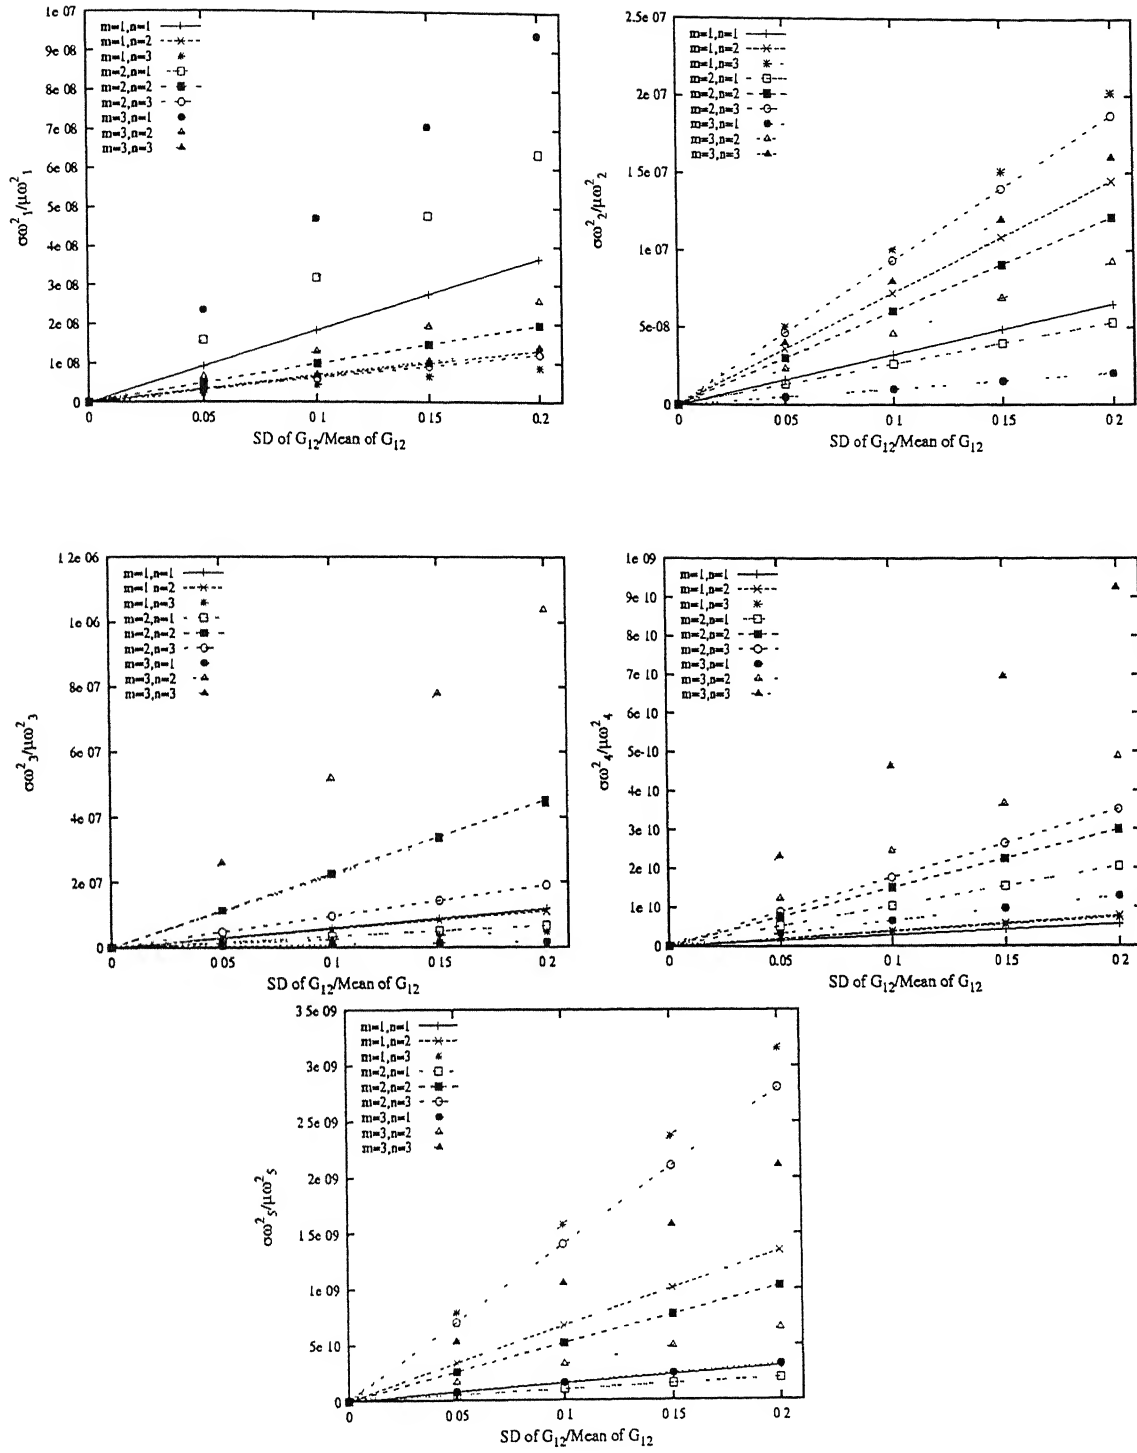 1e 07
9e 08
8e 08
7e 08
6e 08
5e 08
4e 08
3e 08
2e 08
1e 08
0
m=1,n=1
m=1,n=2
m=1,n=3
m=2,n=1
m=2,n=2
m=2,n=3
m=3,n=1
m=3,n=2
m=3,n=3
σω²₁/μω²₁
0 0.05 0 1 0 15 0 2
SD of G₁₂/Mean of G₁₂
2.5e 07
2e 07
1.5e 07
1e 07
5e-08
0
m=1,n=1
m=1,n=2
m=1,n=3
m=2,n=1
m=2,n=2
m=2,n=3
m=3,n=1
m=3,n=2
m=3,n=3
σω²₂/μω²₂
0 0.05 0.1 0.15 0.2
SD of G₁₂/Mean of G₁₂
1 2e 06
1e 06
8e 07
6e 07
4e 07
2e 07
0
m=1,n=1
m=1 n=2
m=1,n=3
m=2,n=1
m=2,n=2
m=2,n=3
m=3,n=1
m=3,n=2
m=3,n=3
σω²₃/μω²₃
0 0.05 0 1 0 15 0 2
SD of G₁₂/Mean of G₁₂
1e 09
9e 10
8e 10
7e 10
6e 10
5e-10
4e 10
3e 10
2e 10
1e 10
0
m=1,n=1
m=1,n=2
m=1,n=3
m=2,n=1
m=2,n=2
m=2,n=3
m=3,n=1
m=3,n=2
m=3,n=3
σω²₄/μω²₄
0 0.05 0 1 0 15 0 2
SD of G₁₂/Mean of G₁₂
3 5e 09
3e 09
2.5e 09
2e 09
1 5e 09
1e 09
5e 10
0
m=1,n=1
m=1,n=2
m=1,n=3
m=2,n=1
m=2,n=2
m=2,n=3
m=3,n=1
m=3,n=2
m=3,n=3
σω²₅/μω²₅
0 0 05 0 1 0 15 0 2
SD of G₁₂/Mean of G₁₂